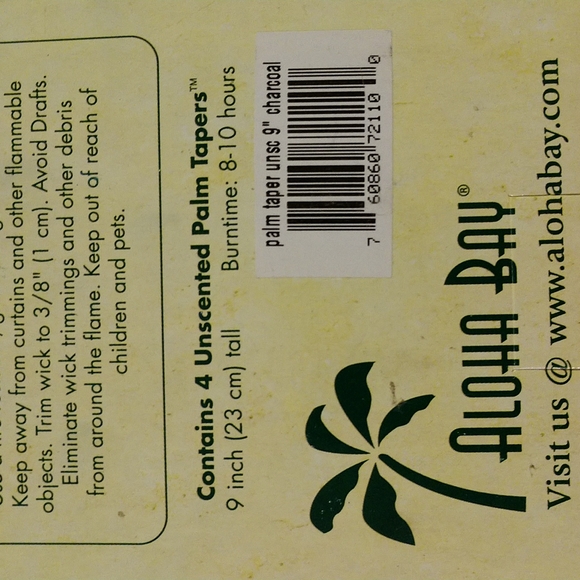 Keep away from curtains and other flammable
objects. Trim wick to 3/8" (1 cm). Avoid Drafts.
Eliminate wick trimmings and other debris
from around the flame. Keep out of reach of
children and pets.
Contains 4 Unscented Palm Tapers™
9 inch (23 cm) tall Burntime: 8-10 hours
palm taper unsc 9" charcoal
7 60860 72110 0
ALOHA BAY®
Visit us @ www.alohabay.com